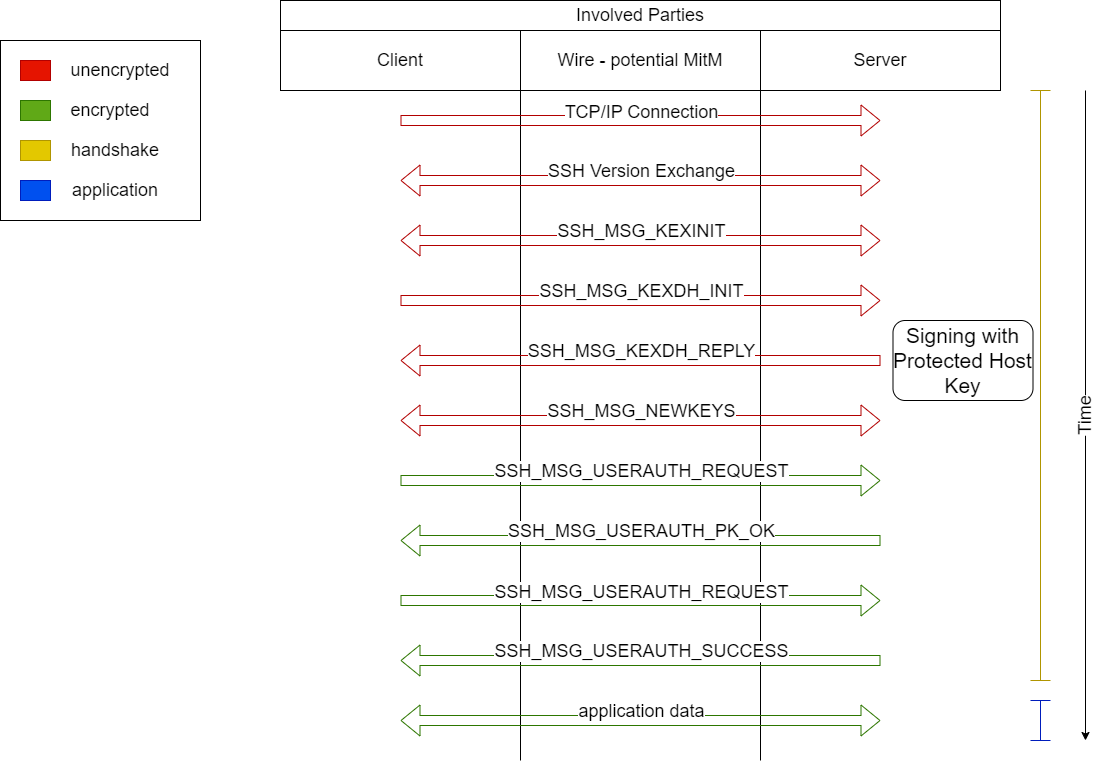 Involved Parties
Client
Wire - potential MitM
Server
unencrypted
encrypted
handshake
application
TCP/IP Connection
SSH Version Exchange
SSH_MSG_KEXINIT
SSH_MSG_KEXDH_INIT
SSH_MSG_KEXDH_REPLY
Signing with
Protected Host
Key
SSH_MSG_NEWKEYS
Time
SSH_MSG_USERAUTH_REQUEST
SSH_MSG_USERAUTH_PK_OK
SSH_MSG_USERAUTH_REQUEST
SSH_MSG_USERAUTH_SUCCESS
application data